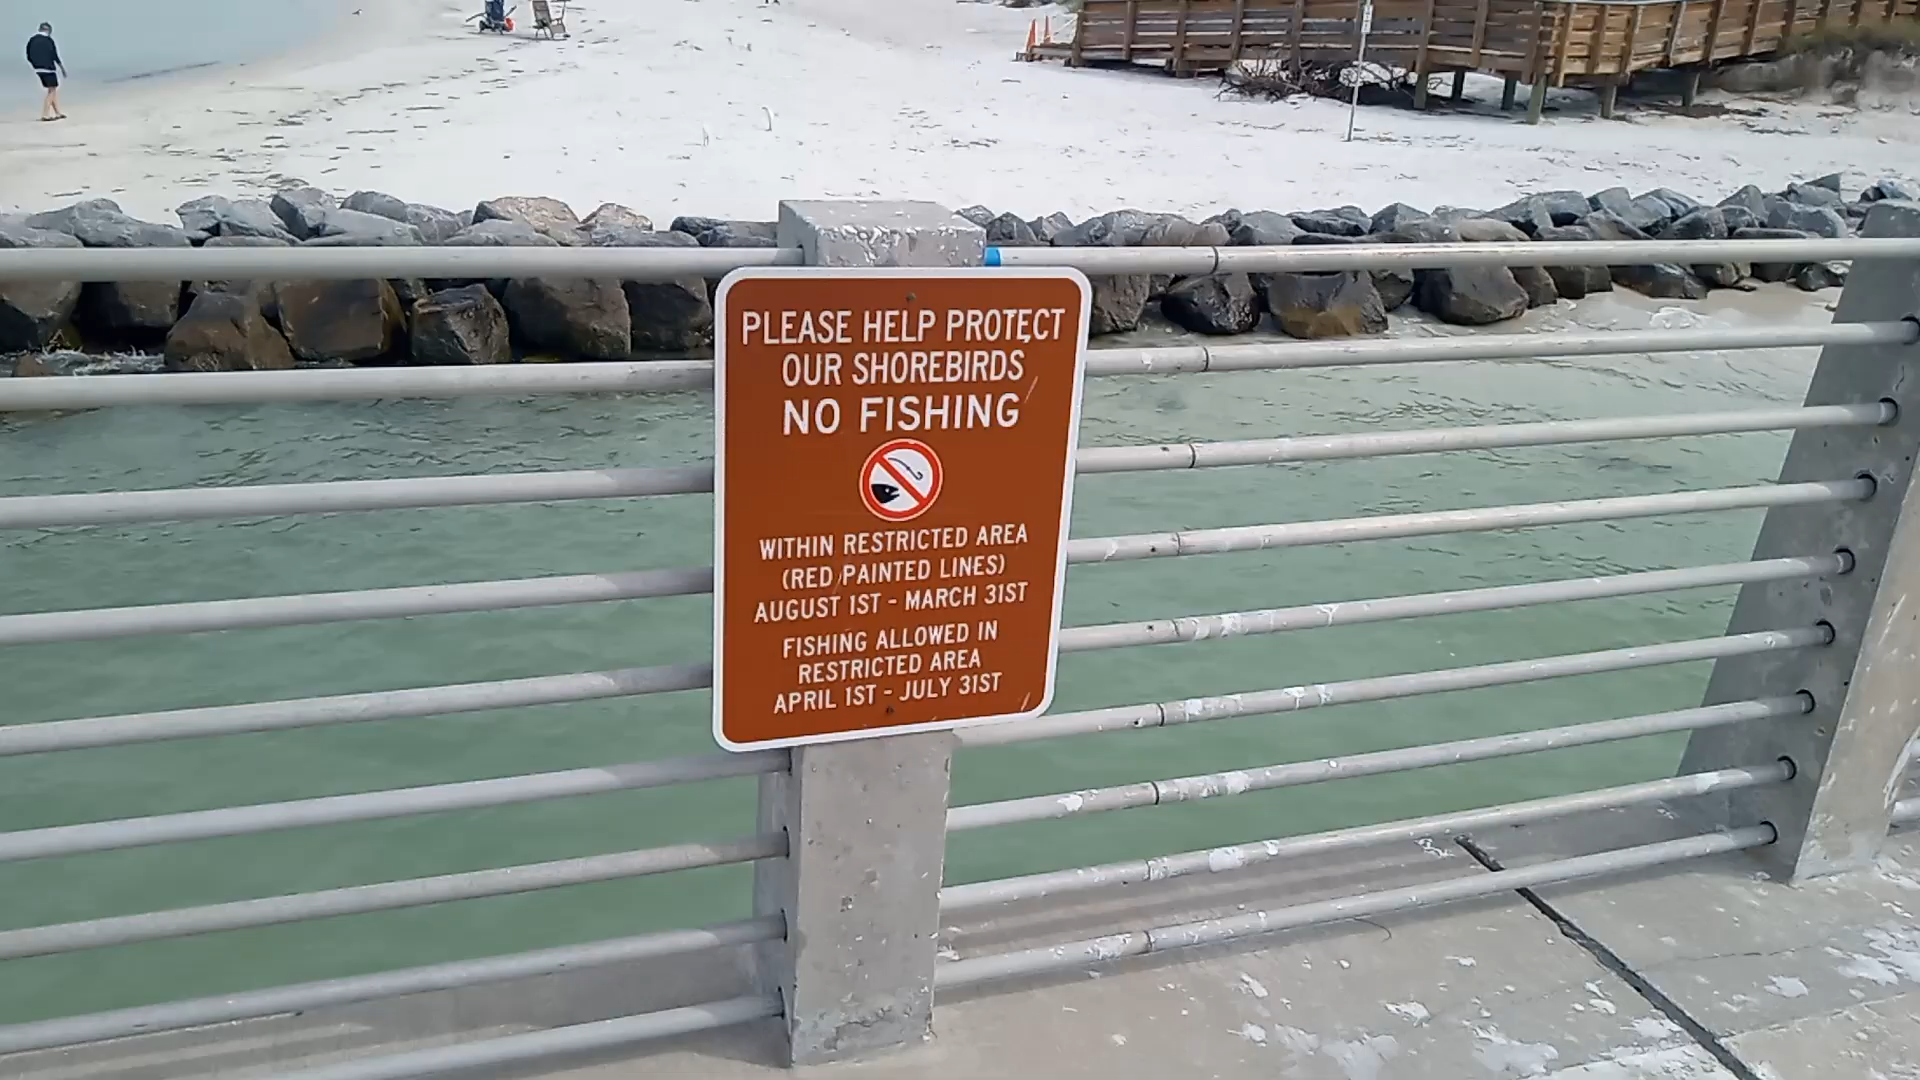 PLEASE HELP PROTECT
OUR SHOREBIRDS
NO FISHING
WITHIN RESTRICTED AREA
(RED PAINTED LINES)
AUGUST 1ST - MARCH 31ST
FISHING ALLOWED IN
RESTRICTED AREA
APRIL 1ST - JULY 31ST